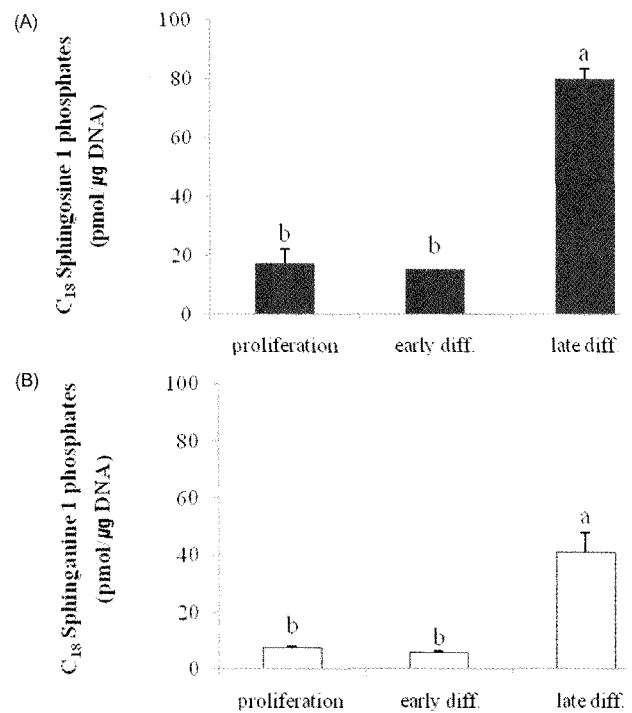 (A)
C18 Sphingosine 1 phosphates
(pmol/µg DNA)
100
80
60
40
20
0
b
b
a
proliferation
early diff.
late diff.
(B)
C18 Sphinganine 1 phosphates
(pmol/µg DNA)
100
80
60
40
20
0
b
b
a
proliferation
early diff.
late diff.